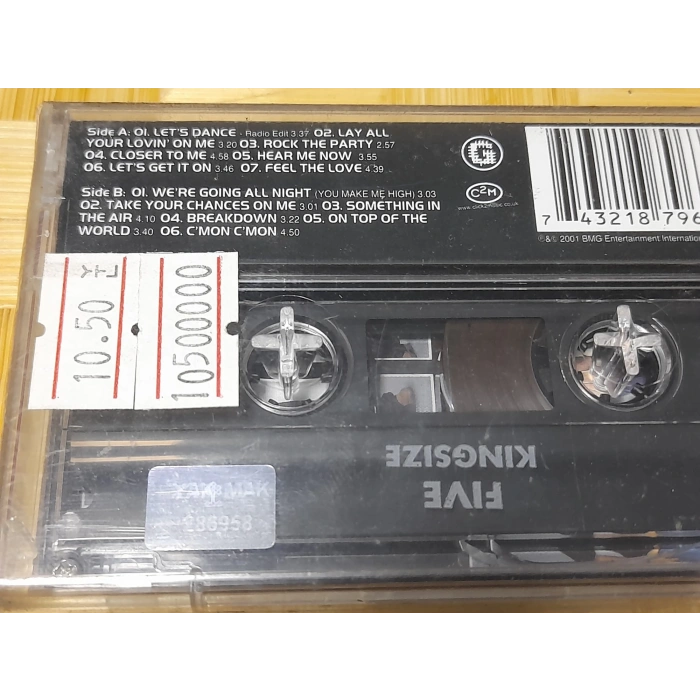 Side A: 01. LET'S DANCE - Radio Edit 3.37 02. LAY ALL
YOUR LOVIN' ON ME 3.20 03. ROCK THE PARTY 2.57
04. CLOSER TO ME 4.58 05. HEAR ME NOW 3.55
06. LET'S GET IT ON 3.46 07. FEEL THE LOVE 4.39
Side B: 01. WE'RE GOING ALL NIGHT (YOU MAKE ME HIGH) 3.03
02. TAKE YOUR CHANCES ON ME 3.01 03. SOMETHING IN
THE AIR 4.10 04. BREAKDOWN 3.22 05. ON TOP OF THE
WORLD 3.40 06. C'MON C'MON 4.50
C2M
www.click2music.co.uk
7 43218 796
℗&© 2001 BMG Entertainment Internation
10.50
10500000
FIVE
KINGSIZE